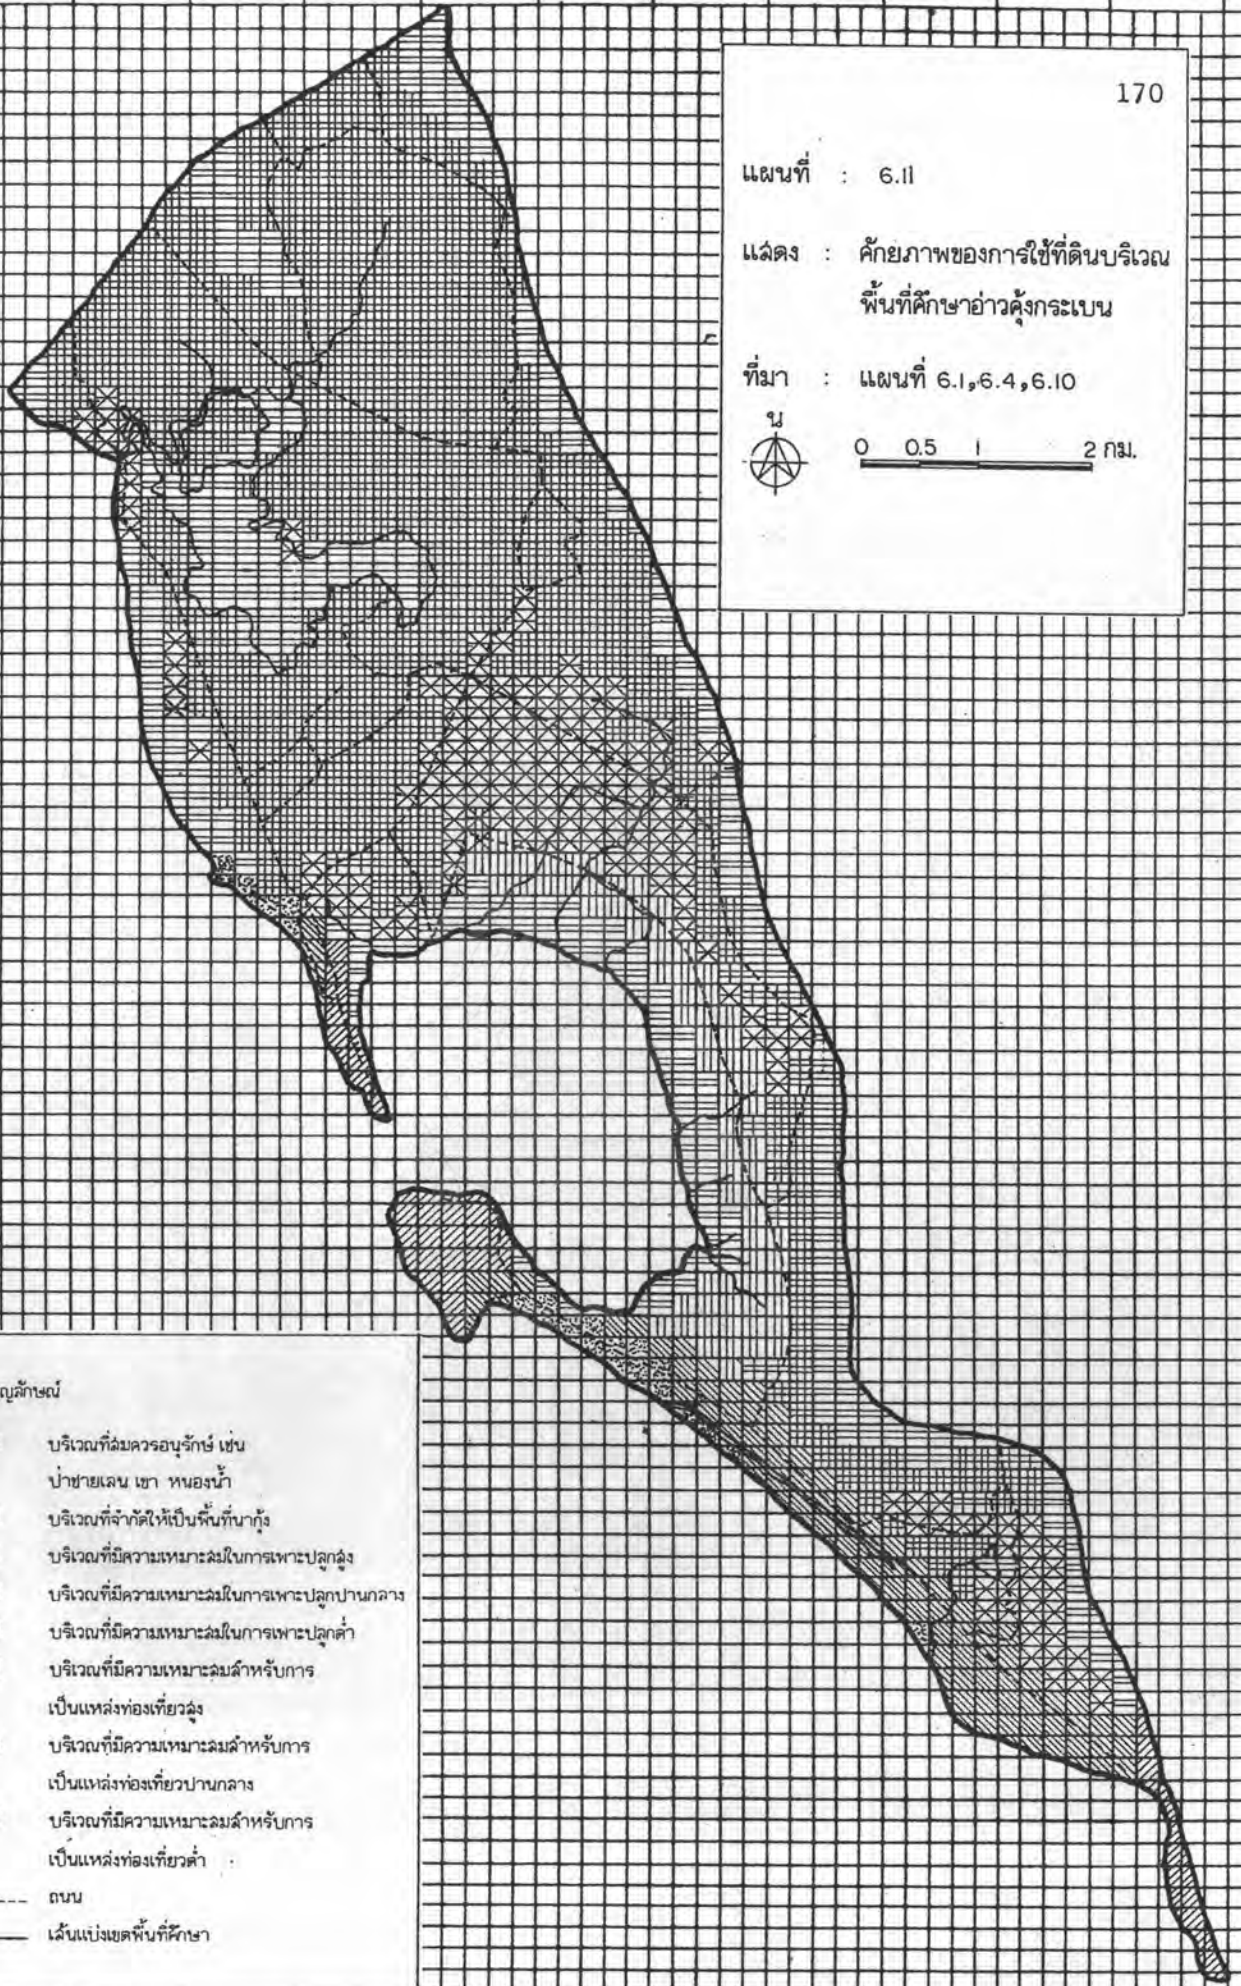 170
แผนที่ : 6.11
แสดง : ศักยภาพของการใช้ที่ดินบริเวณ
พื้นที่ศึกษาอ่าวคุ้งกระเบน
ที่มา : แผนที่ 6.1,6.4,6.10
น
0 0.5 1 2 กม.
ญลักษณ์
บริเวณที่สมควรอนุรักษ์ เช่น
ป่าชายเลน เขา หนองน้ำ
บริเวณที่จำกัดให้เป็นพื้นที่นากุ้ง
บริเวณที่มีความเหมาะสมในการเพาะปลูกสูง
บริเวณที่มีความเหมาะสมในการเพาะปลูกปานกลาง
บริเวณที่มีความเหมาะสมในการเพาะปลูกต่ำ
บริเวณที่มีความเหมาะสมสำหรับการ
เป็นแหล่งท่องเที่ยวสูง
บริเวณที่มีความเหมาะสมสำหรับการ
เป็นแหล่งท่องเที่ยวปานกลาง
บริเวณที่มีความเหมาะสมสำหรับการ
เป็นแหล่งท่องเที่ยวต่ำ
ถนน
เส้นแบ่งเขตพื้นที่ศึกษา